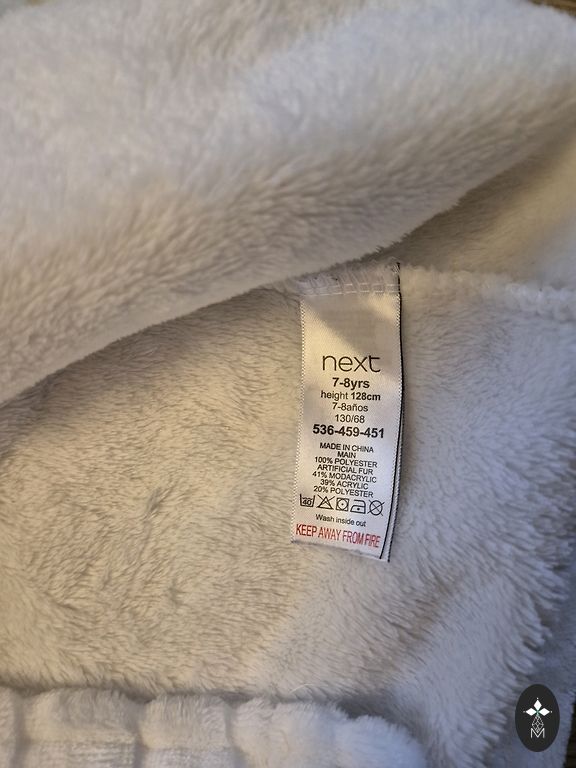 next
7-8yrs
height 128cm
7-8años
130/68
536-459-451
MADE IN CHINA
MAIN
100% POLYESTER
ARTIFICIAL FUR
41% MODACRYLIC
39% ACRYLIC
20% POLYESTER
40
Wash inside out
KEEP AWAY FROM FIRE
M